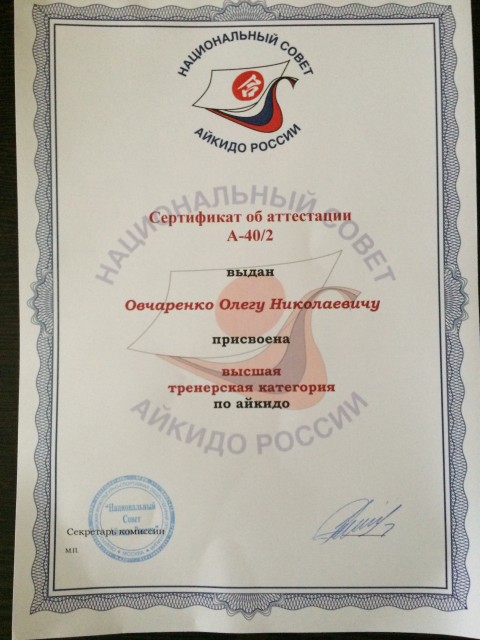 НАЦИОНАЛЬНЫЙ СОВЕТ
АЙКИДО РОССИИ
НАЦИОНАЛЬНЫЙ СОВЕТ
Сертификат об аттестации
А-40/2
выдан
Овчаренко Олегу Николаевичу
присвоена
высшая
тренерская категория
по айкидо
АЙКИДО РОССИИ
"Национальный
Совет
Секретарь комиссии
М.П.
МОСКВА